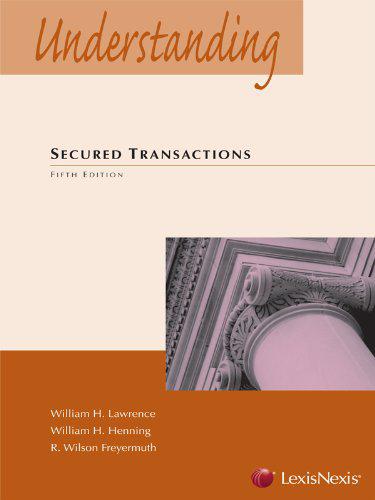 Understanding
SECURED TRANSACTIONS
FIFTH EDITION
William H. Lawrence
William H. Henning
R. Wilson Freyermuth
LexisNexis®